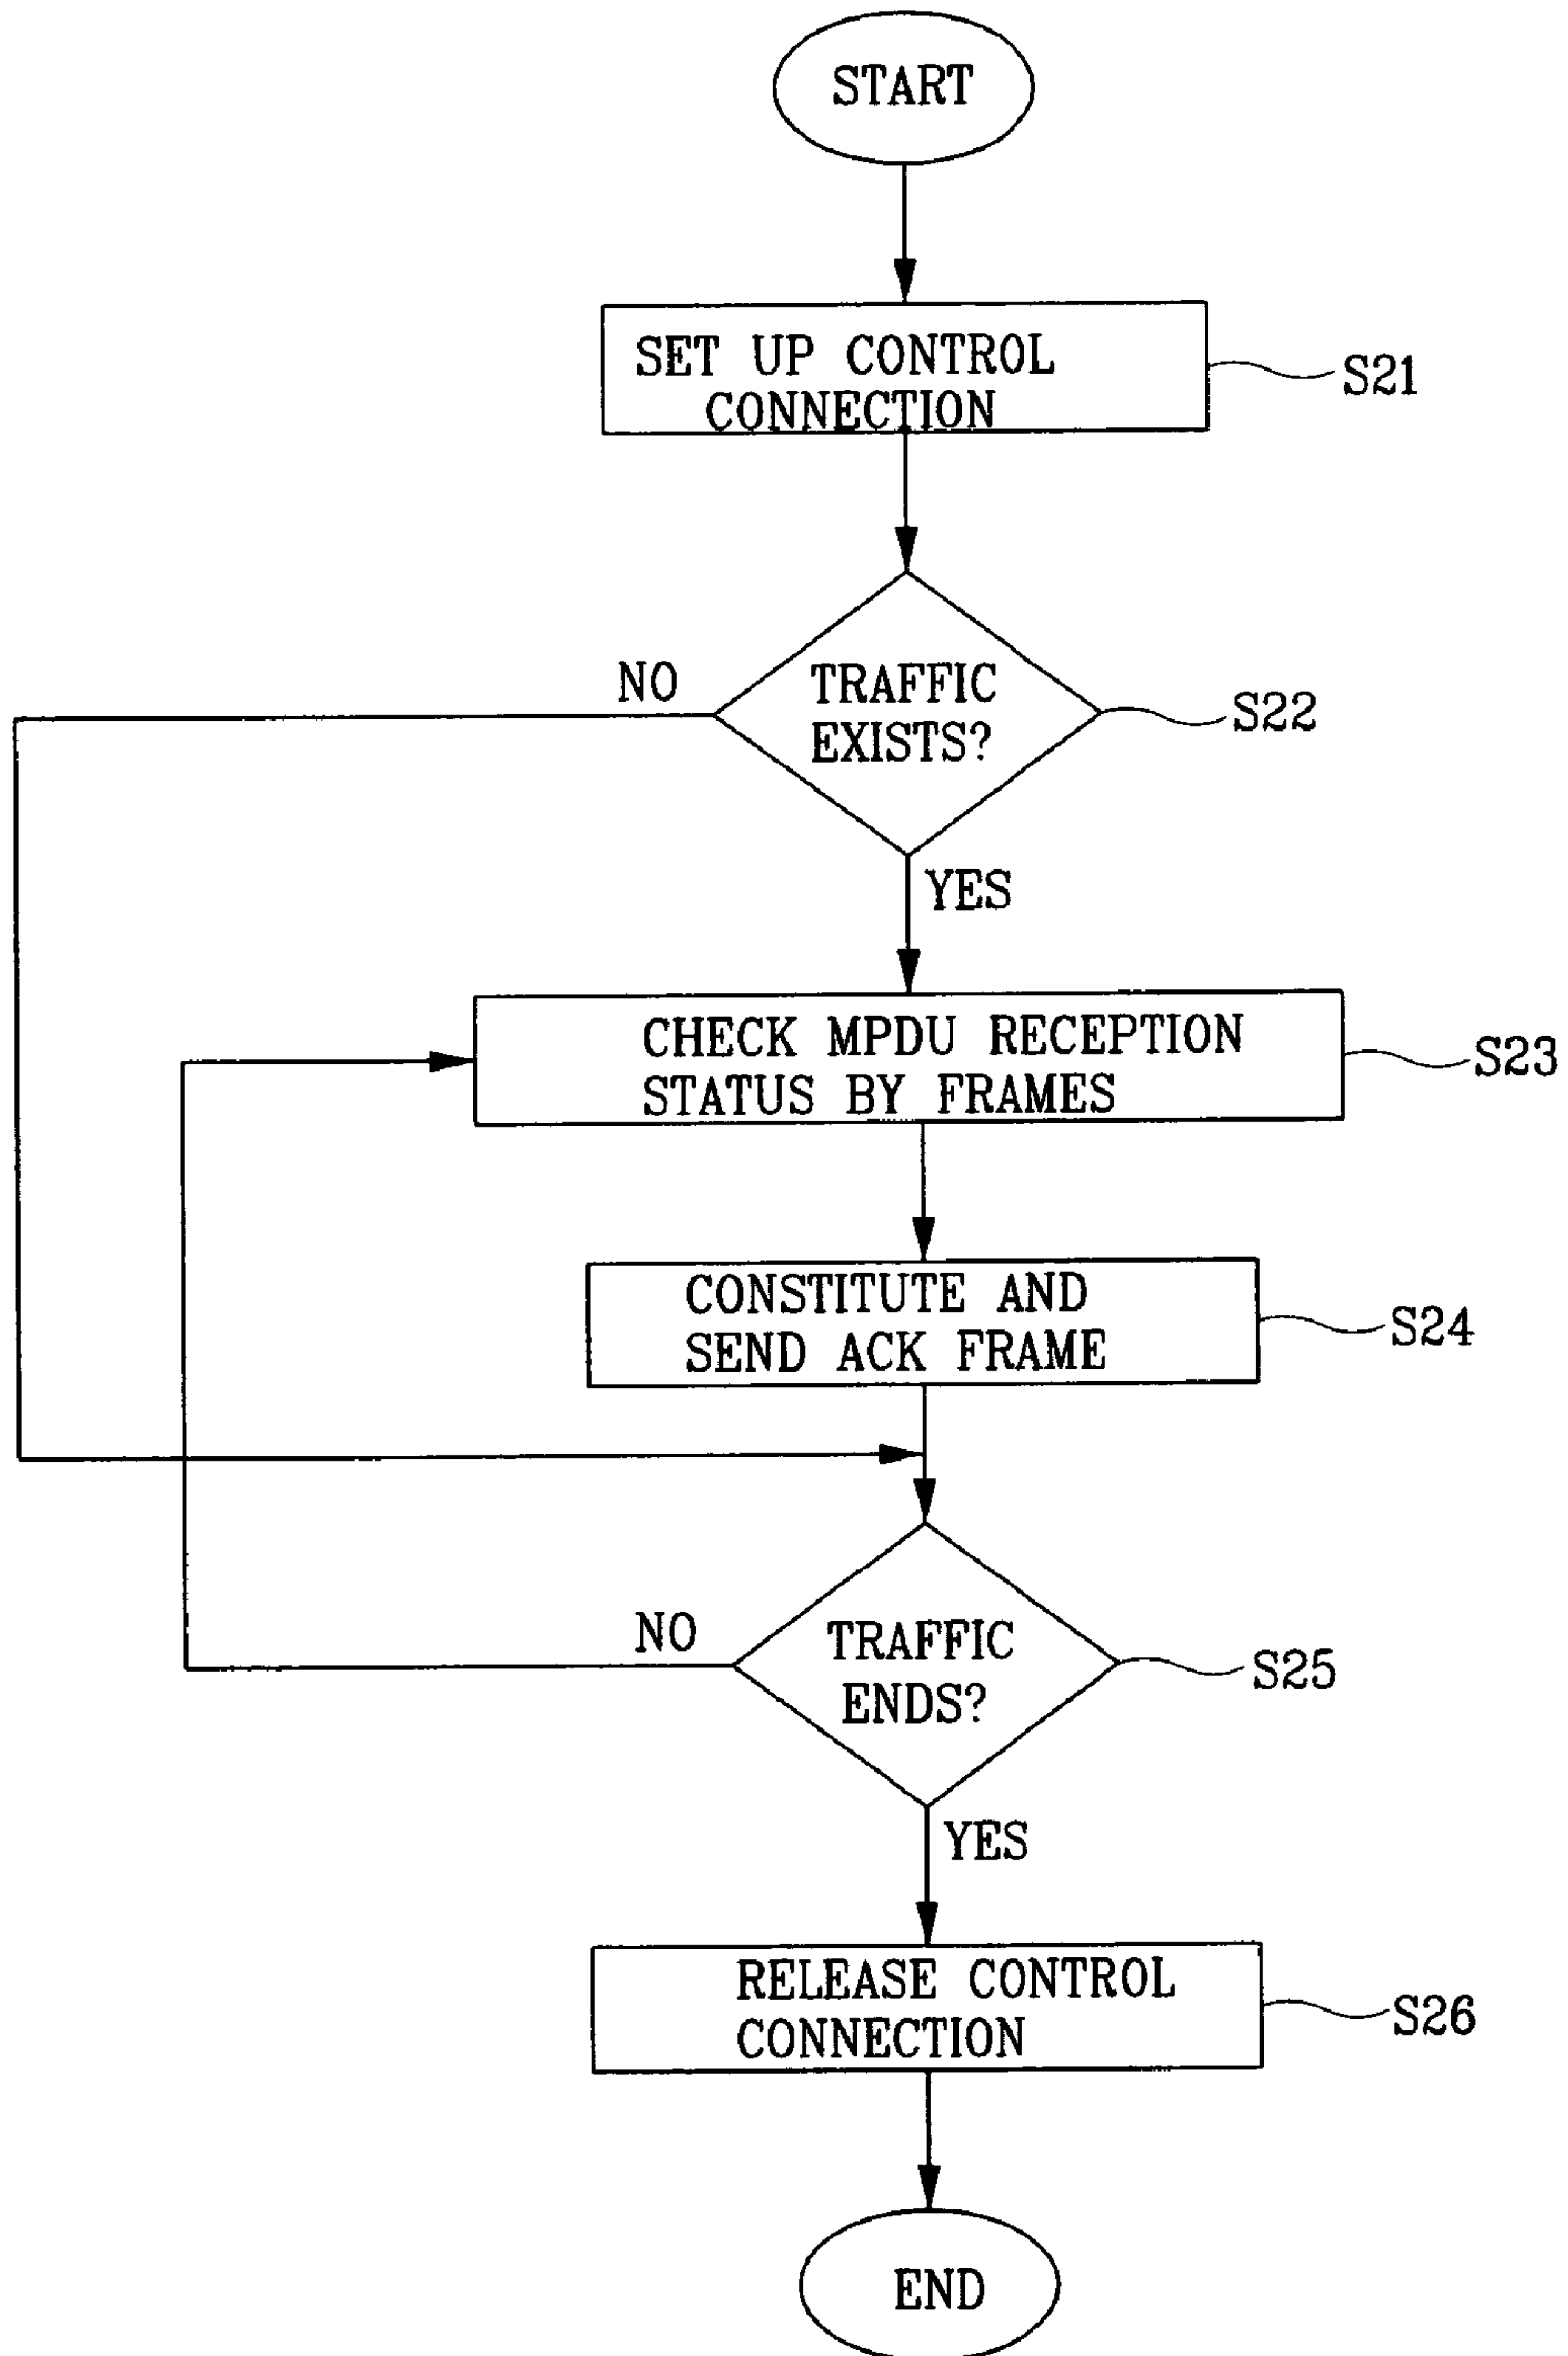 START
SET UP CONTROL
CONNECTION
S21
NO
TRAFFIC
EXISTS?
S22
YES
CHECK MPDU RECEPTION
STATUS BY FRAMES
S23
CONSTITUTE AND
SEND ACK FRAME
S24
NO
TRAFFIC
ENDS?
S25
YES
RELEASE CONTROL
CONNECTION
S26
END